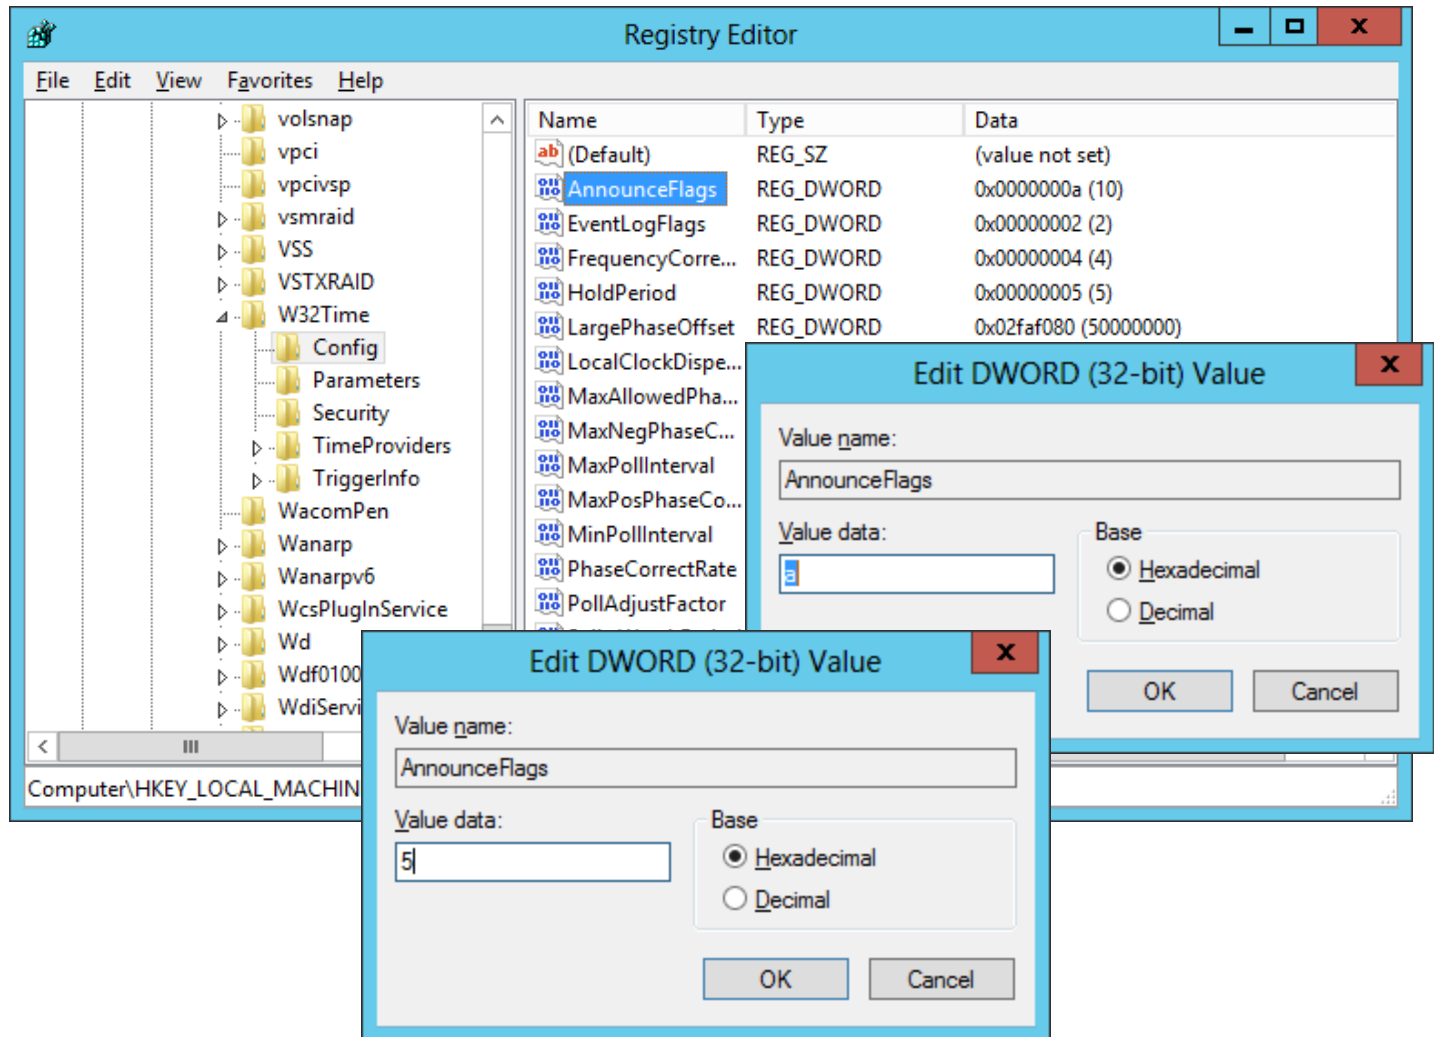 Registry Editor
File Edit View Favorites Help
volsnap
vpci
vpcivsp
vsmraid
VSS
VSTXRAID
W32Time
Config
Parameters
Security
TimeProviders
TriggerInfo
WacomPen
Wanarp
Wanarpv6
WcsPlugInService
Wd
Wdf0100
WdiServi
Name Type Data
(Default) REG_SZ (value not set)
AnnounceFlags REG_DWORD 0x0000000a (10)
EventLogFlags REG_DWORD 0x00000002 (2)
FrequencyCorre... REG_DWORD 0x00000004 (4)
HoldPeriod REG_DWORD 0x00000005 (5)
LargePhaseOffset REG_DWORD 0x02faf080 (50000000)
LocalClockDispe...
MaxAllowedPha...
MaxNegPhaseC...
MaxPollInterval
MaxPosPhaseCo...
MinPollInterval
PhaseCorrectRate
PollAdjustFactor
Computer\HKEY_LOCAL_MACHIN
Edit DWORD (32-bit) Value
Value name:
AnnounceFlags
Value data:
a
Base
Hexadecimal
Decimal
OK Cancel
Edit DWORD (32-bit) Value
Value name:
AnnounceFlags
Value data:
5
Base
Hexadecimal
Decimal
OK Cancel